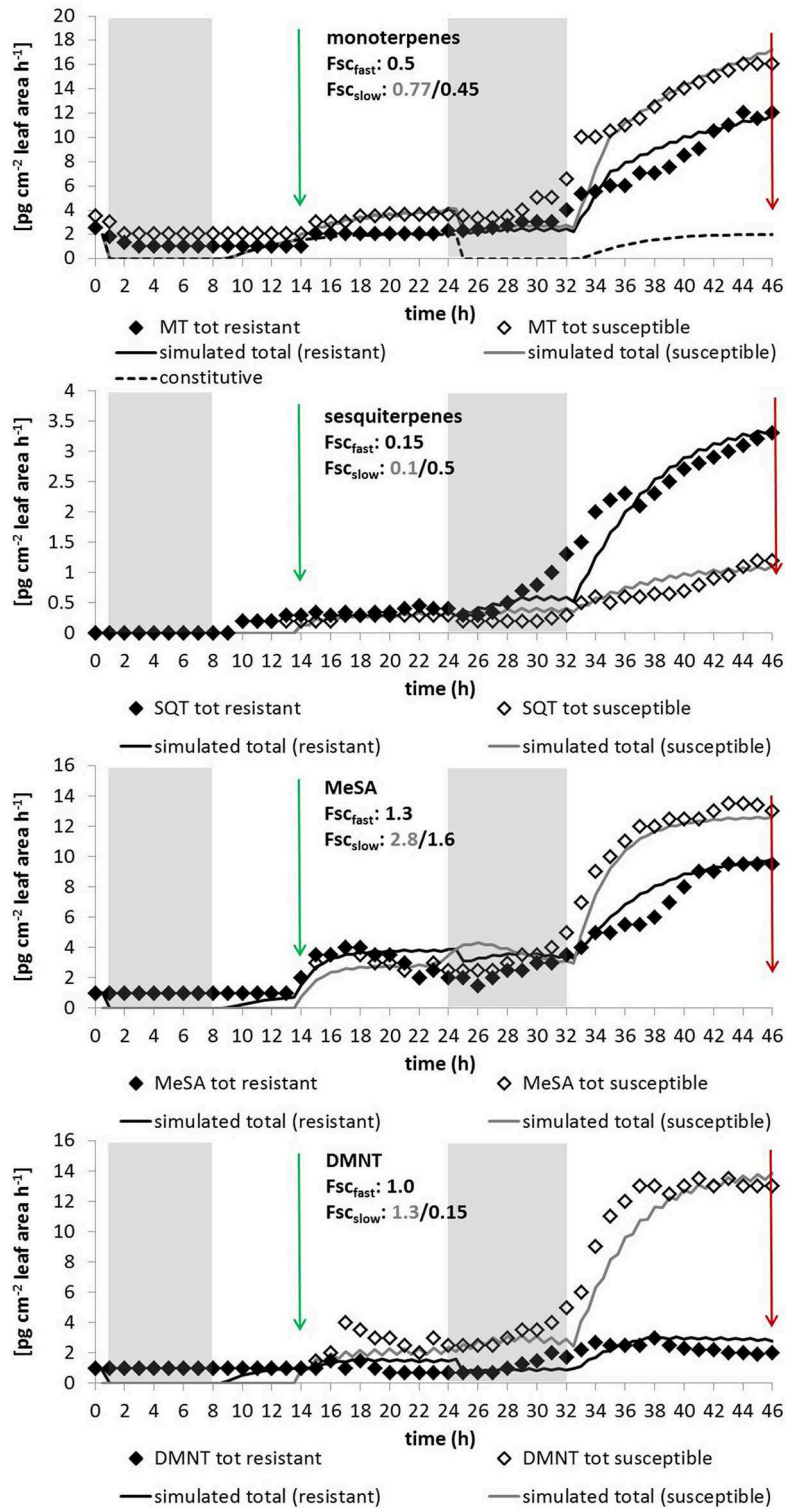 20
18
16
14
12
10
8
6
4
2
0
[pg cm⁻² leaf area h⁻¹]
monoterpenes
Fsc_fast: 0.5
Fsc_slow: 0.77/0.45
0 2 4 6 8 10 12 14 16 18 20 22 24 26 28 30 32 34 36 38 40 42 44 46
time (h)
MT tot resistant MT tot susceptible
simulated total (resistant) simulated total (susceptible)
constitutive
4
3.5
3
2.5
2
1.5
1
0.5
0
[pg cm⁻² leaf area h⁻¹]
sesquiterpenes
Fsc_fast: 0.15
Fsc_slow: 0.1/0.5
0 2 4 6 8 10 12 14 16 18 20 22 24 26 28 30 32 34 36 38 40 42 44 46
time (h)
SQT tot resistant SQT tot susceptible
simulated total (resistant) simulated total (susceptible)
16
14
12
10
8
6
4
2
0
[pg cm⁻² leaf area h⁻¹]
MeSA
Fsc_fast: 1.3
Fsc_slow: 2.8/1.6
0 2 4 6 8 10 12 14 16 18 20 22 24 26 28 30 32 34 36 38 40 42 44 46
time (h)
MeSA tot resistant MeSA tot susceptible
simulated total (resistant) simulated total (susceptible)
16
14
12
10
8
6
4
2
0
[pg cm⁻² leaf area h⁻¹]
DMNT
Fsc_fast: 1.0
Fsc_slow: 1.3/0.15
0 2 4 6 8 10 12 14 16 18 20 22 24 26 28 30 32 34 36 38 40 42 44 46
time (h)
DMNT tot resistant DMNT tot susceptible
simulated total (resistant) simulated total (susceptible)